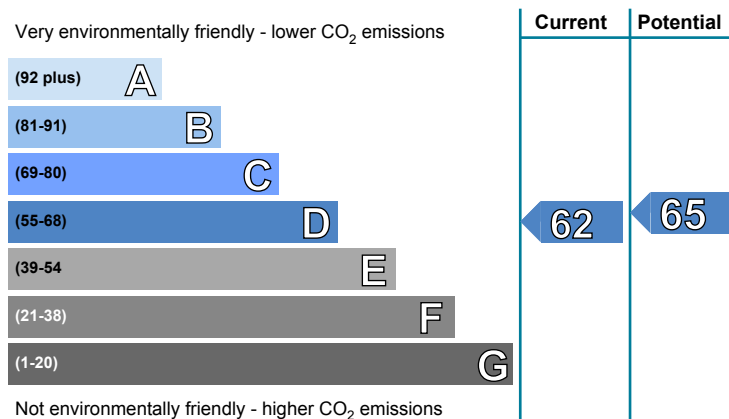 Current Potential
Very environmentally friendly - lower CO2 emissions
(92 plus) A
(81-91) B
(69-80) C
(55-68) D 62 65
(39-54 E
(21-38) F
(1-20) G
Not environmentally friendly - higher CO2 emissions